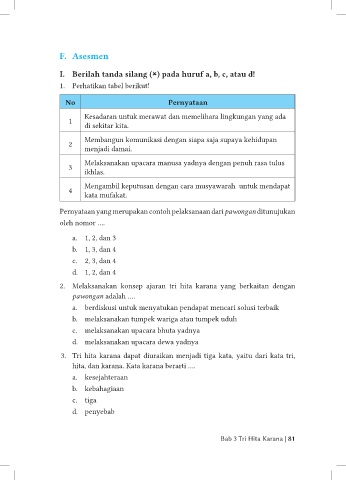 F. Asesmen
I. Berilah tanda silang (×) pada huruf a, b, c, atau d!
1. Perhatikan tabel berikut!
No Pernyataan
1 Kesadaran untuk merawat dan memelihara lingkungan yang ada
di sekitar kita.
2 Membangun komunikasi dengan siapa saja supaya kehidupan
menjadi damai.
3 Melaksanakan upacara manusa yadnya dengan penuh rasa tulus
ikhlas.
4 Mengambil keputusan dengan cara musyawarah untuk mendapat
kata mufakat.
Pernyataan yang merupakan contoh pelaksanaan dari pawongan ditunujukan
oleh nomor ....
a. 1, 2, dan 3
b. 1, 3, dan 4
c. 2, 3, dan 4
d. 1, 2, dan 4
2. Melaksanakan konsep ajaran tri hita karana yang berkaitan dengan
pawongan adalah ....
a. berdiskusi untuk menyatukan pendapat mencari solusi terbaik
b. melaksanakan tumpek wariga atau tumpek uduh
c. melaksanakan upacara bhuta yadnya
d. melaksanakan upacara dewa yadnya
3. Tri hita karana dapat diuraikan menjadi tiga kata, yaitu dari kata tri,
hita, dan karana. Kata karana berarti ....
a. kesejahteraan
b. kebahagiaan
c. tiga
d. penyebab
Bab 3 Tri Hita Karana | 81